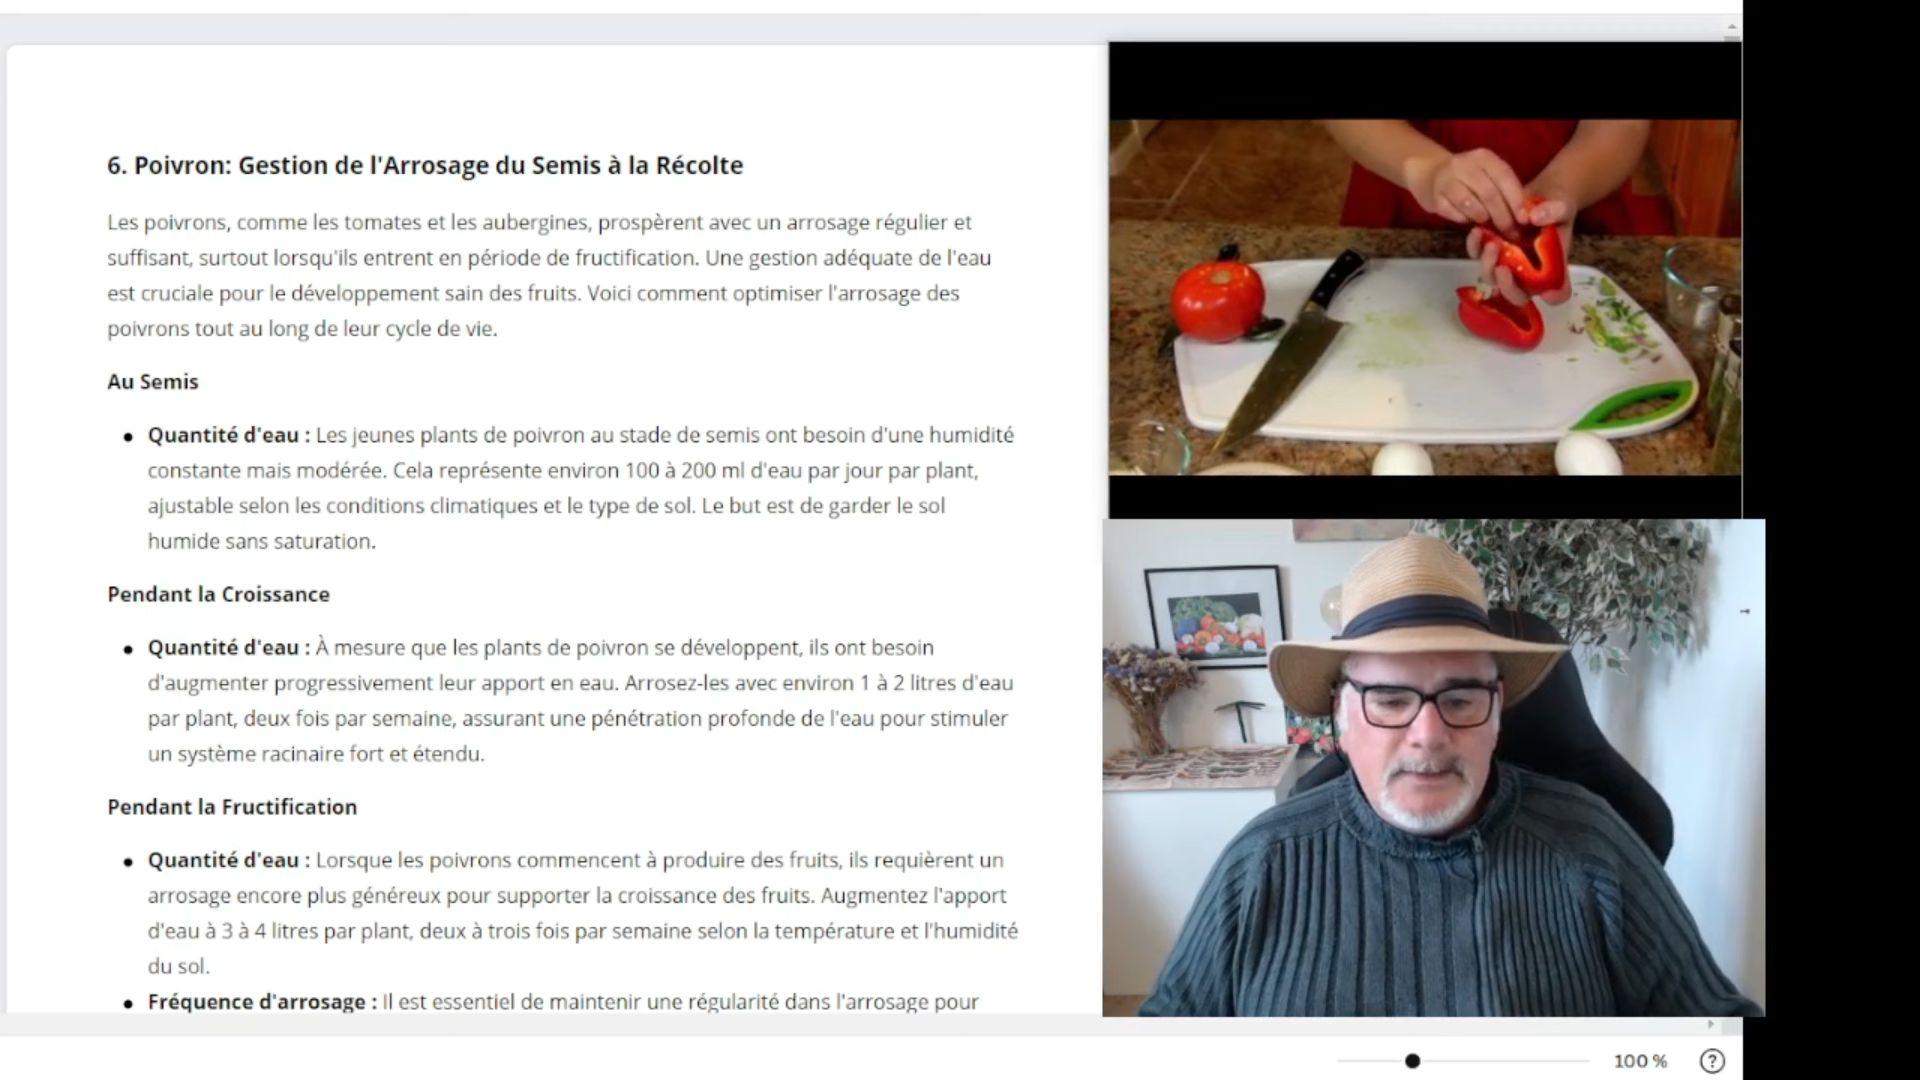 6. Poivron: Gestion de l'Arrosage du Semis à la Récolte
Les poivrons, comme les tomates et les aubergines, prospèrent avec un arrosage régulier et
suffisant, surtout lorsqu'ils entrent en période de fructification. Une gestion adéquate de l'eau
est cruciale pour le développement sain des fruits. Voici comment optimiser l'arrosage des
poivrons tout au long de leur cycle de vie.
Au Semis
• Quantité d'eau : Les jeunes plants de poivron au stade de semis ont besoin d'une humidité
constante mais modérée. Cela représente environ 100 à 200 ml d'eau par jour par plant,
ajustable selon les conditions climatiques et le type de sol. Le but est de garder le sol
humide sans saturation.
Pendant la Croissance
• Quantité d'eau : À mesure que les plants de poivron se développent, ils ont besoin
d'augmenter progressivement leur apport en eau. Arrosez-les avec environ 1 à 2 litres d'eau
par plant, deux fois par semaine, assurant une pénétration profonde de l'eau pour stimuler
un système racinaire fort et étendu.
Pendant la Fructification
• Quantité d'eau : Lorsque les poivrons commencent à produire des fruits, ils requièrent un
arrosage encore plus généreux pour supporter la croissance des fruits. Augmentez l'apport
d'eau à 3 à 4 litres par plant, deux à trois fois par semaine selon la température et l'humidité
du sol.
• Fréquence d'arrosage : Il est essentiel de maintenir une régularité dans l'arrosage pour
100 %
?